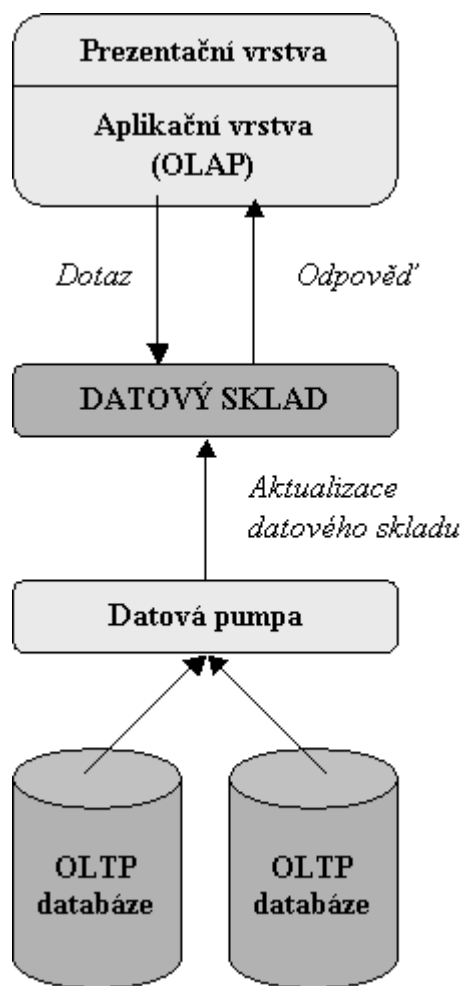 Prezentační vrstva
Aplikační vrstva
(OLAP)
Dotaz
Odpověď
DATOVÝ SKLAD
Aktualizace
datového skladu
Datová pumpa
OLTP
databáze
OLTP
databáze